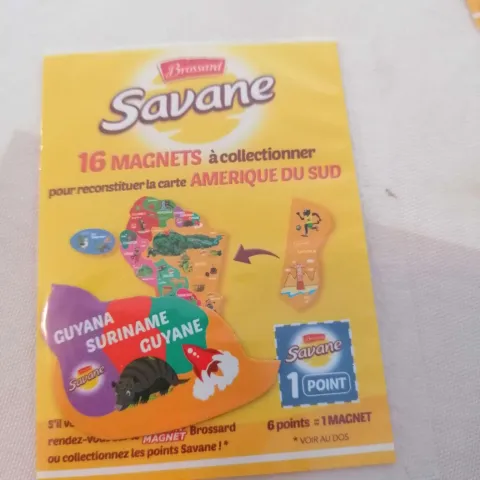 Brossard
Savane
16 MAGNETS à collectionner
pour reconstituer la carte AMERIQUE DU SUD
GUYANA
SURINAME
GUYANE
Savane
Brossard
Savane
1 POINT
S'il
MAGNET Brossard
rendez-vous
ou collectionnez les points Savane ! *
6 points = 1 MAGNET
* VOIR AU DOS